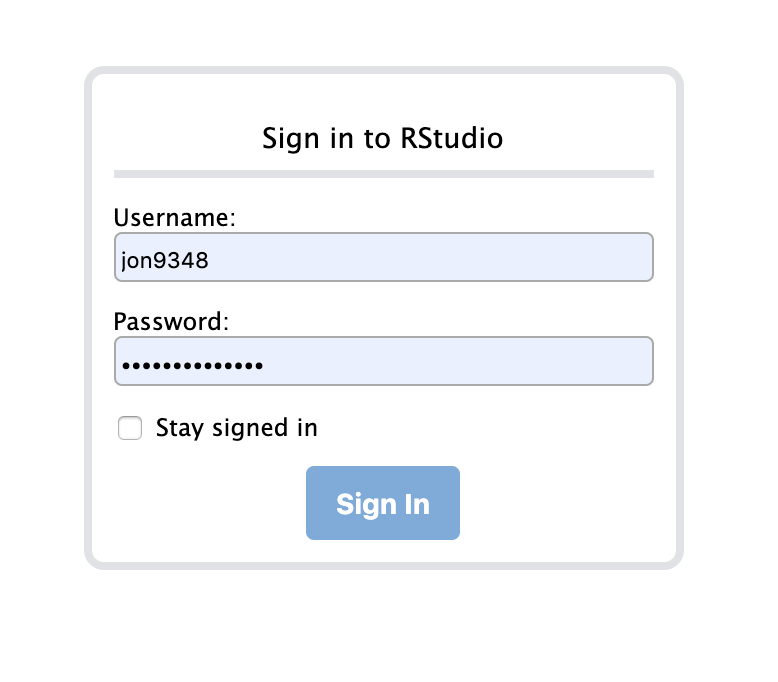 Sign in to RStudio
Username:
jon9348
Password:
••••••••••••••
Stay signed in
Sign In